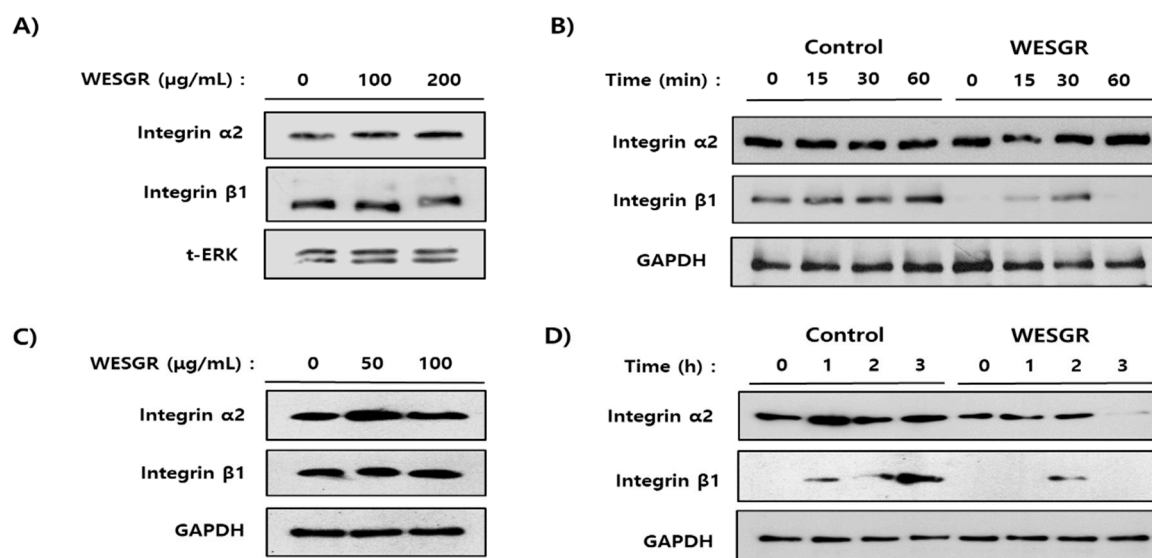 A)
WESGR (µg/mL) : 0 100 200
Integrin α2
Integrin β1
t-ERK
B)
Control WESGR
Time (min) : 0 15 30 60 0 15 30 60
Integrin α2
Integrin β1
GAPDH
C)
WESGR (µg/mL) : 0 50 100
Integrin α2
Integrin β1
GAPDH
D)
Control WESGR
Time (h) : 0 1 2 3 0 1 2 3
Integrin α2
Integrin β1
GAPDH